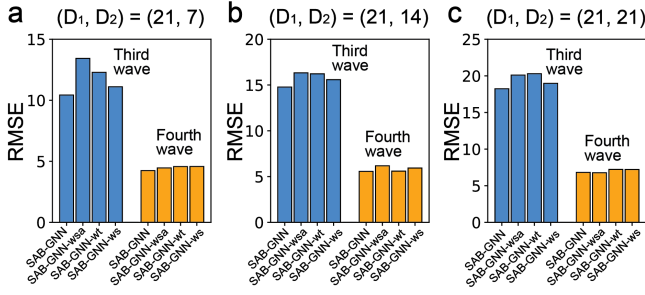 a (D₁, D₂) = (21, 7)
RMSE
15
10
5
0
Third
wave
Fourth
wave
SAB-GNN
SAB-GNN-wsa
SAB-GNN-wt
SAB-GNN-ws
SAB-GNN
SAB-GNN-wsa
SAB-GNN-wt
SAB-GNN-ws
b (D₁, D₂) = (21, 14)
RMSE
20
15
10
5
0
Third
wave
Fourth
wave
SAB-GNN
SAB-GNN-wsa
SAB-GNN-wt
SAB-GNN-ws
SAB-GNN
SAB-GNN-wsa
SAB-GNN-wt
SAB-GNN-ws
c (D₁, D₂) = (21, 21)
RMSE
25
20
15
10
5
0
Third
wave
Fourth
wave
SAB-GNN
SAB-GNN-wsa
SAB-GNN-wt
SAB-GNN-ws
SAB-GNN
SAB-GNN-wsa
SAB-GNN-wt
SAB-GNN-ws